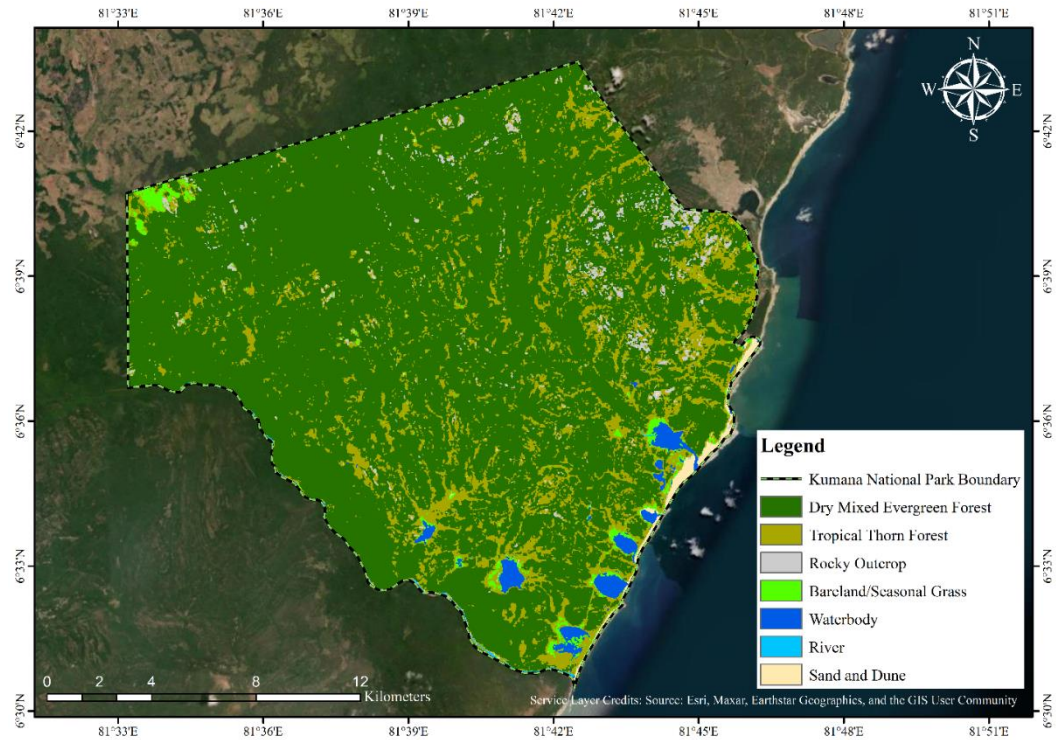 81°33'E 81°36'E 81°39'E 81°42'E 81°45'E 81°48'E 81°51'E
N
W E
S
6°42'N 6°42'N
6°39'N 6°39'N
6°36'N 6°36'N
Legend
Kumana National Park Boundary
Dry Mixed Evergreen Forest
Tropical Thorn Forest
Rocky Outcrop
6°33'N 6°33'N
Bareland/Seasonal Grass
Waterbody
River
Sand and Dune
0 2 4 8 12
Kilometers
Service Layer Credits: Source: Esri, Maxar, Earthstar Geographics, and the GIS User Community
6°30'N 6°30'N
81°33'E 81°36'E 81°39'E 81°42'E 81°45'E 81°48'E 81°51'E